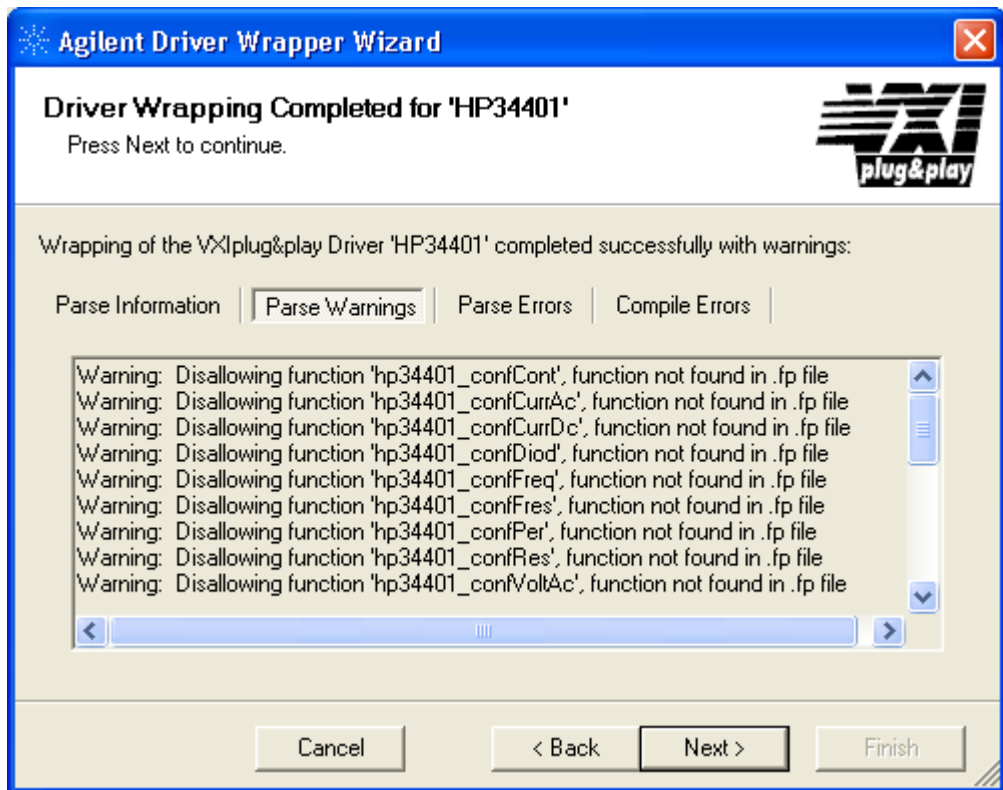 Agilent Driver Wrapper Wizard
Driver Wrapping Completed for 'HP34401'
Press Next to continue.
VXI
plug&play
Wrapping of the VXIplug&play Driver 'HP34401' completed successfully with warnings:
Parse Information Parse Warnings Parse Errors Compile Errors
Warning: Disallowing function 'hp34401_confCont', function not found in .fp file
Warning: Disallowing function 'hp34401_confCurrAc', function not found in .fp file
Warning: Disallowing function 'hp34401_confCurrDc', function not found in .fp file
Warning: Disallowing function 'hp34401_confDiod', function not found in .fp file
Warning: Disallowing function 'hp34401_confFreq', function not found in .fp file
Warning: Disallowing function 'hp34401_confFres', function not found in .fp file
Warning: Disallowing function 'hp34401_confPer', function not found in .fp file
Warning: Disallowing function 'hp34401_confRes', function not found in .fp file
Warning: Disallowing function 'hp34401_confVoltAc', function not found in .fp file
Cancel < Back Next > Finish